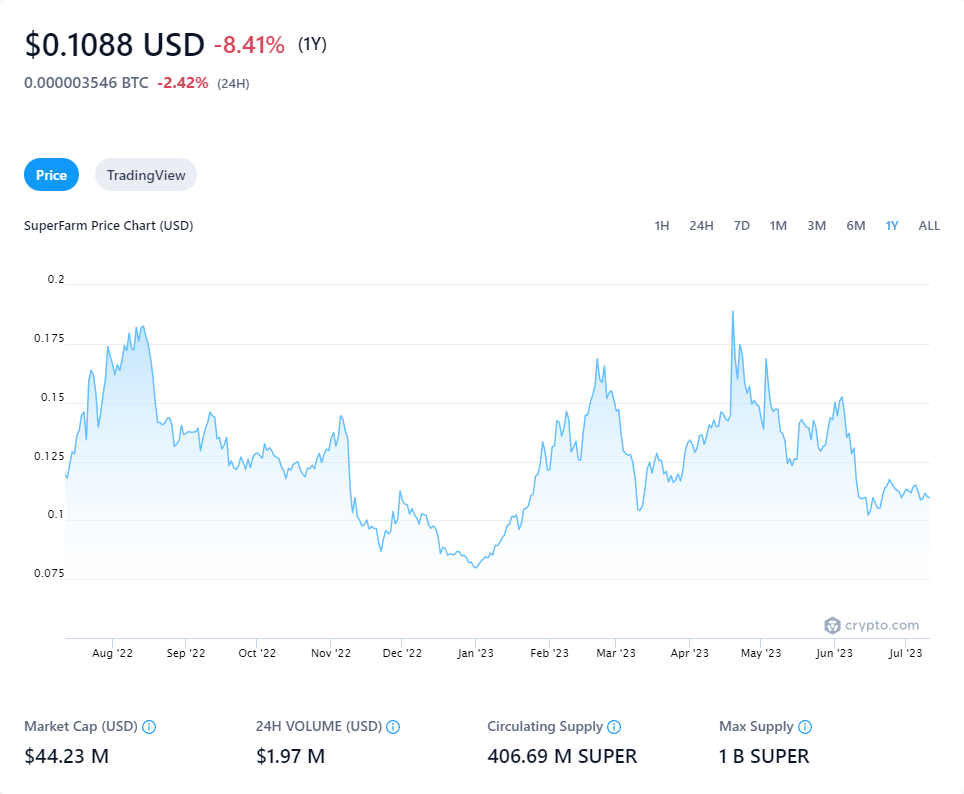 $0.1088 USD -8.41% (1Y)
0.000003546 BTC -2.42% (24H)
Price TradingView
SuperFarm Price Chart (USD) 1H 24H 7D 1M 3M 6M 1Y ALL
0.2
0.175
0.15
0.125
0.1
0.075
crypto.com
Aug '22 Sep '22 Oct '22 Nov '22 Dec '22 Jan '23 Feb '23 Mar '23 Apr '23 May '23 Jun '23 Jul '23
Market Cap (USD) 24H VOLUME (USD) Circulating Supply Max Supply
$44.23 M $1.97 M 406.69 M SUPER 1 B SUPER